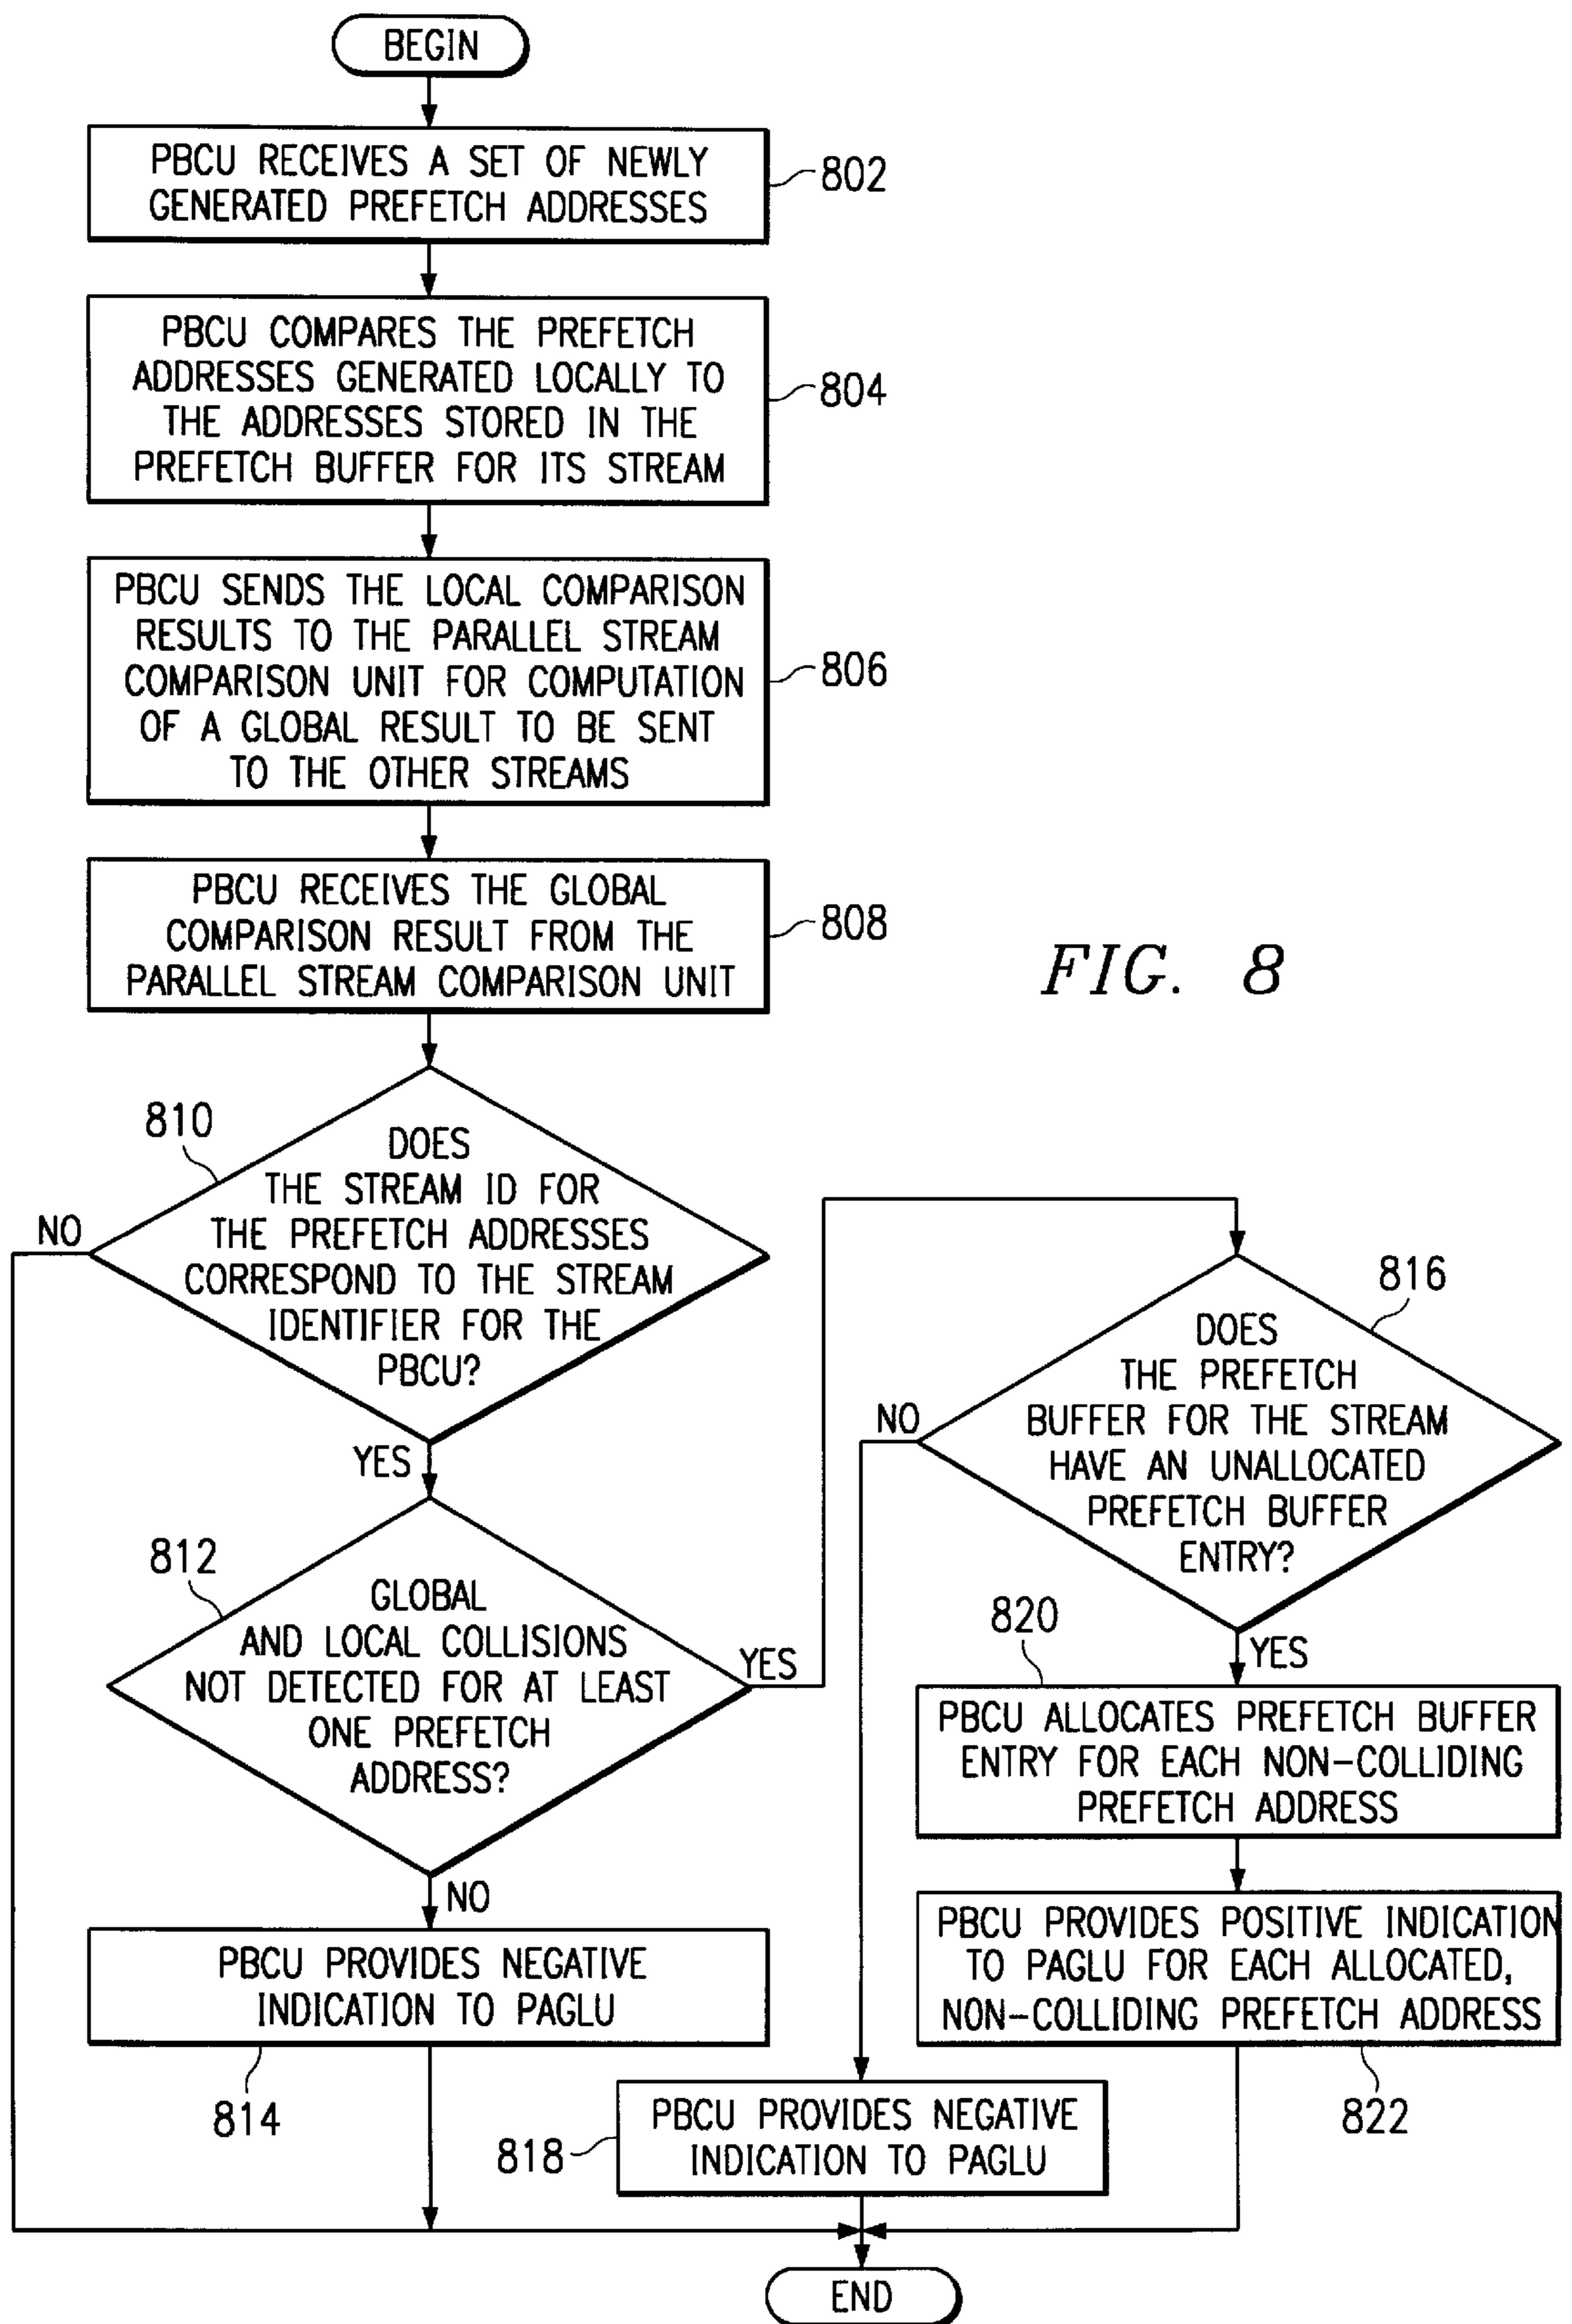 BEGIN
PBCU RECEIVES A SET OF NEWLY
GENERATED PREFETCH ADDRESSES
802
PBCU COMPARES THE PREFETCH
ADDRESSES GENERATED LOCALLY TO
THE ADDRESSES STORED IN THE
PREFETCH BUFFER FOR ITS STREAM
804
PBCU SENDS THE LOCAL COMPARISON
RESULTS TO THE PARALLEL STREAM
COMPARISON UNIT FOR COMPUTATION
OF A GLOBAL RESULT TO BE SENT
TO THE OTHER STREAMS
806
PBCU RECEIVES THE GLOBAL
COMPARISON RESULT FROM THE
PARALLEL STREAM COMPARISON UNIT
808
FIG. 8
810
DOES
THE STREAM ID FOR
THE PREFETCH ADDRESSES
CORRESPOND TO THE STREAM
IDENTIFIER FOR THE
PBCU?
NO
YES
812
GLOBAL
AND LOCAL COLLISIONS
NOT DETECTED FOR AT LEAST
ONE PREFETCH
ADDRESS?
YES
NO
PBCU PROVIDES NEGATIVE
INDICATION TO PAGLU
814
816
DOES
THE PREFETCH
BUFFER FOR THE STREAM
HAVE AN UNALLOCATED
PREFETCH BUFFER
ENTRY?
NO
YES
820
PBCU ALLOCATES PREFETCH BUFFER
ENTRY FOR EACH NON-COLLIDING
PREFETCH ADDRESS
PBCU PROVIDES POSITIVE INDICATION
TO PAGLU FOR EACH ALLOCATED,
NON-COLLIDING PREFETCH ADDRESS
822
818
PBCU PROVIDES NEGATIVE
INDICATION TO PAGLU
END